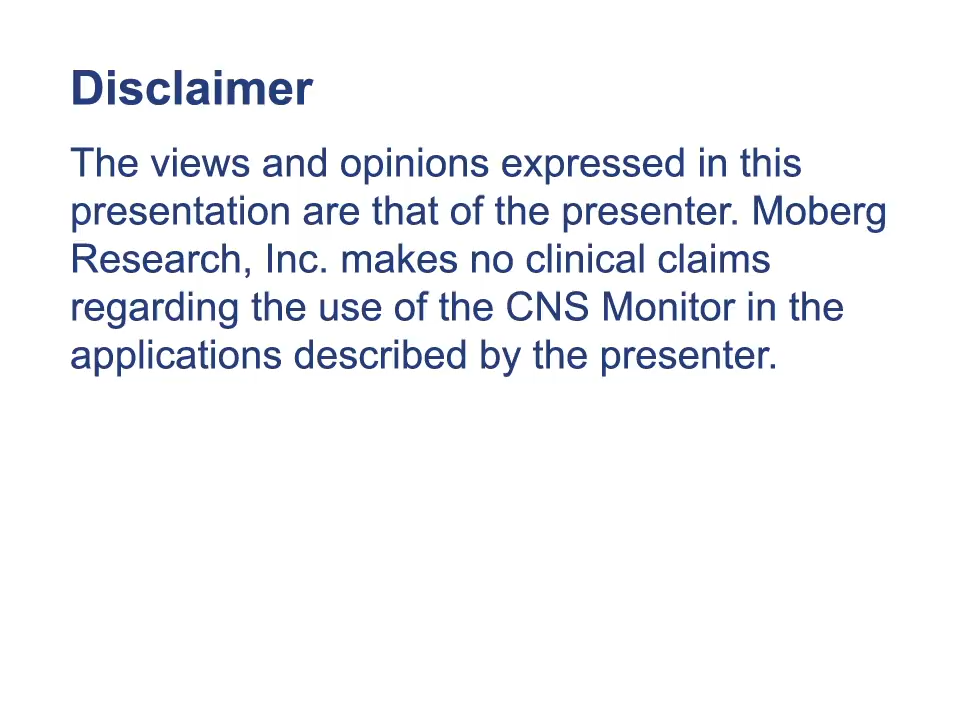 Disclaimer
The views and opinions expressed in this
presentation are that of the presenter. Moberg
Research, Inc. makes no clinical claims
regarding the use of the CNS Monitor in the
applications described by the presenter.